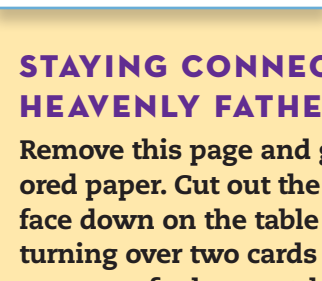 STAYING CONNEC
HEAVENLY FATHE
Remove this page and g
ored paper. Cut out the
face down on the table
turning over two cards